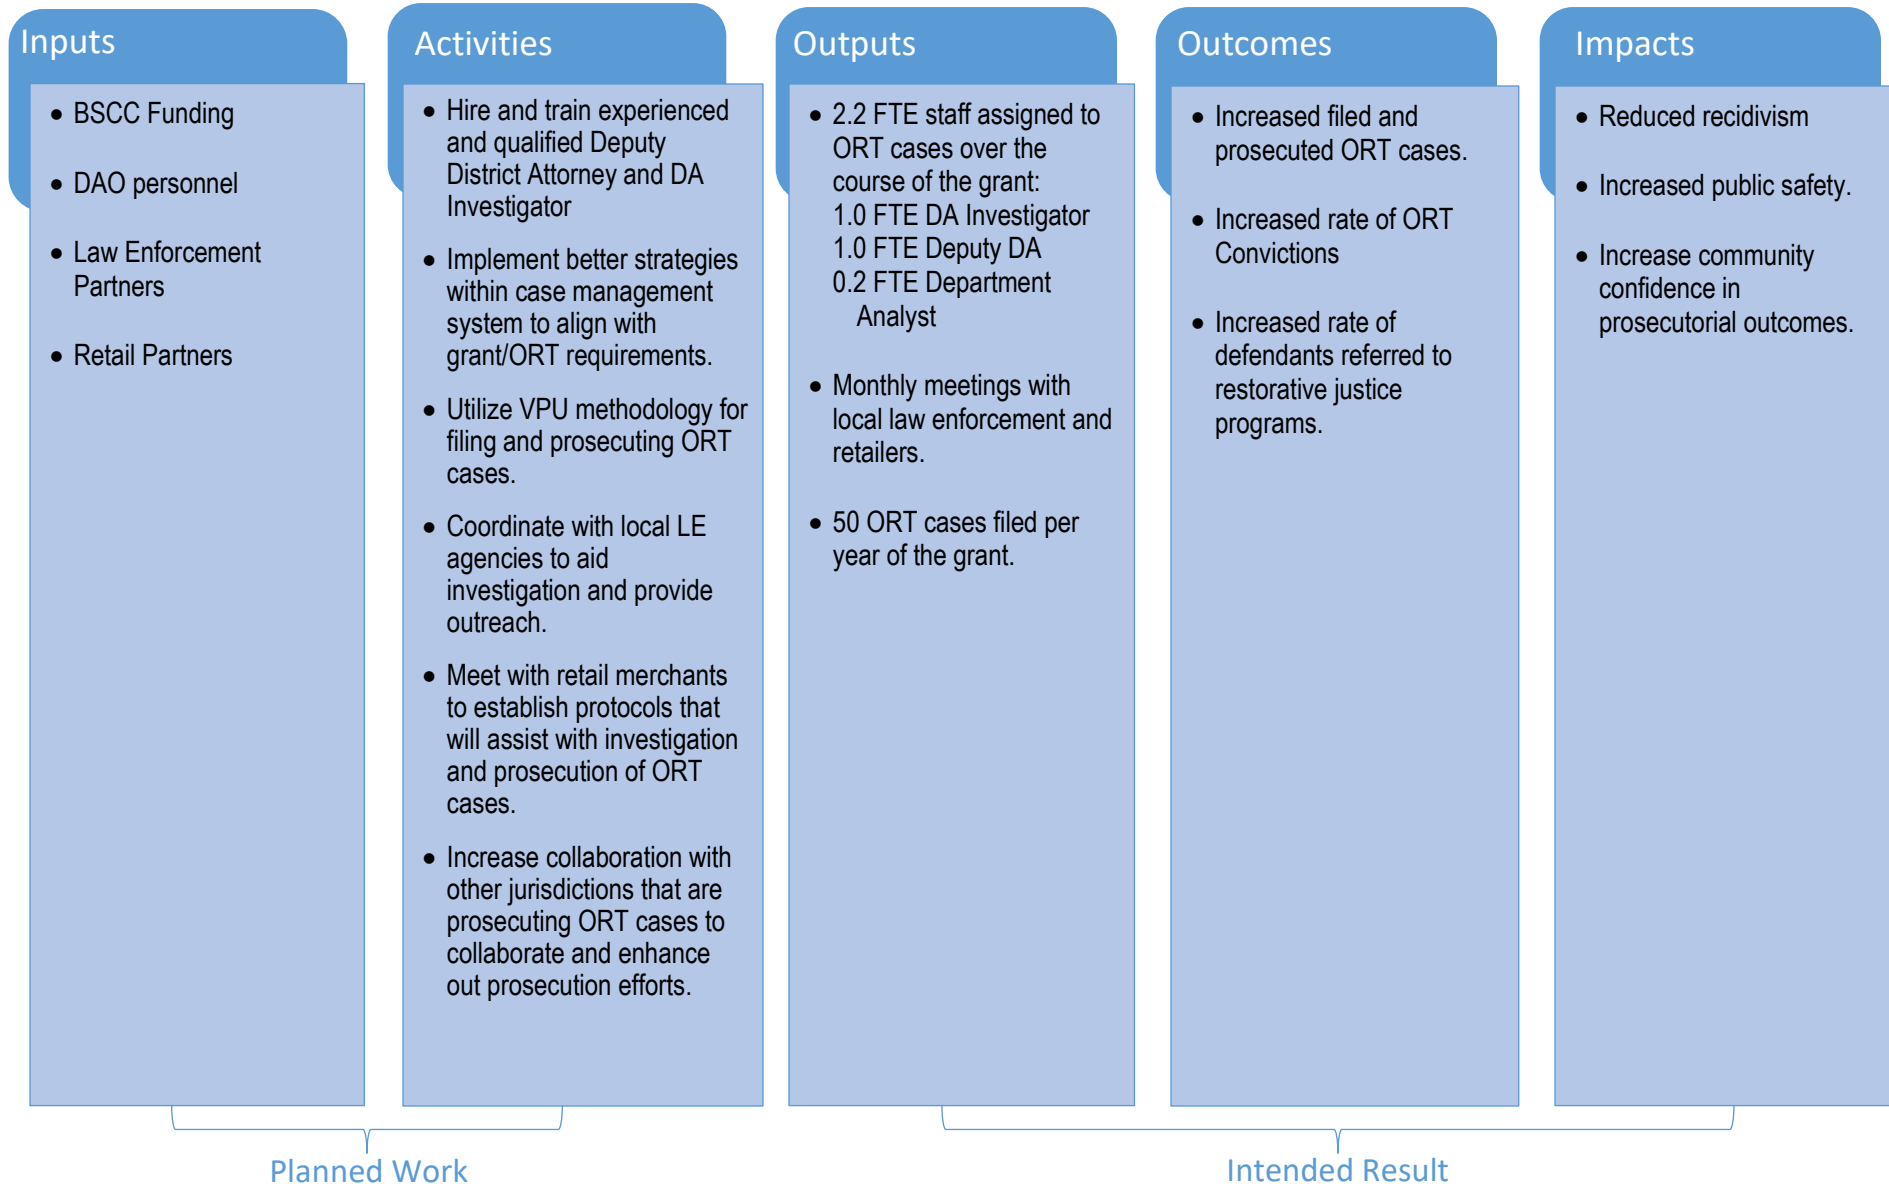 Inputs
• BSCC Funding
• DAO personnel
• Law Enforcement
Partners
• Retail Partners
Activities
• Hire and train experienced
and qualified Deputy
District Attorney and DA
Investigator
• Implement better strategies
within case management
system to align with
grant/ORT requirements.
• Utilize VPU methodology for
filing and prosecuting ORT
cases.
• Coordinate with local LE
agencies to aid
investigation and provide
outreach.
• Meet with retail merchants
to establish protocols that
will assist with investigation
and prosecution of ORT
cases.
• Increase collaboration with
other jurisdictions that are
prosecuting ORT cases to
collaborate and enhance
out prosecution efforts.
Outputs
• 2.2 FTE staff assigned to
ORT cases over the
course of the grant:
1.0 FTE DA Investigator
1.0 FTE Deputy DA
0.2 FTE Department
Analyst
• Monthly meetings with
local law enforcement and
retailers.
• 50 ORT cases filed per
year of the grant.
Outcomes
• Increased filed and
prosecuted ORT cases.
• Increased rate of ORT
Convictions
• Increased rate of
defendants referred to
restorative justice
programs.
Impacts
• Reduced recidivism
• Increased public safety.
• Increase community
confidence in
prosecutorial outcomes.
Planned Work
Intended Result